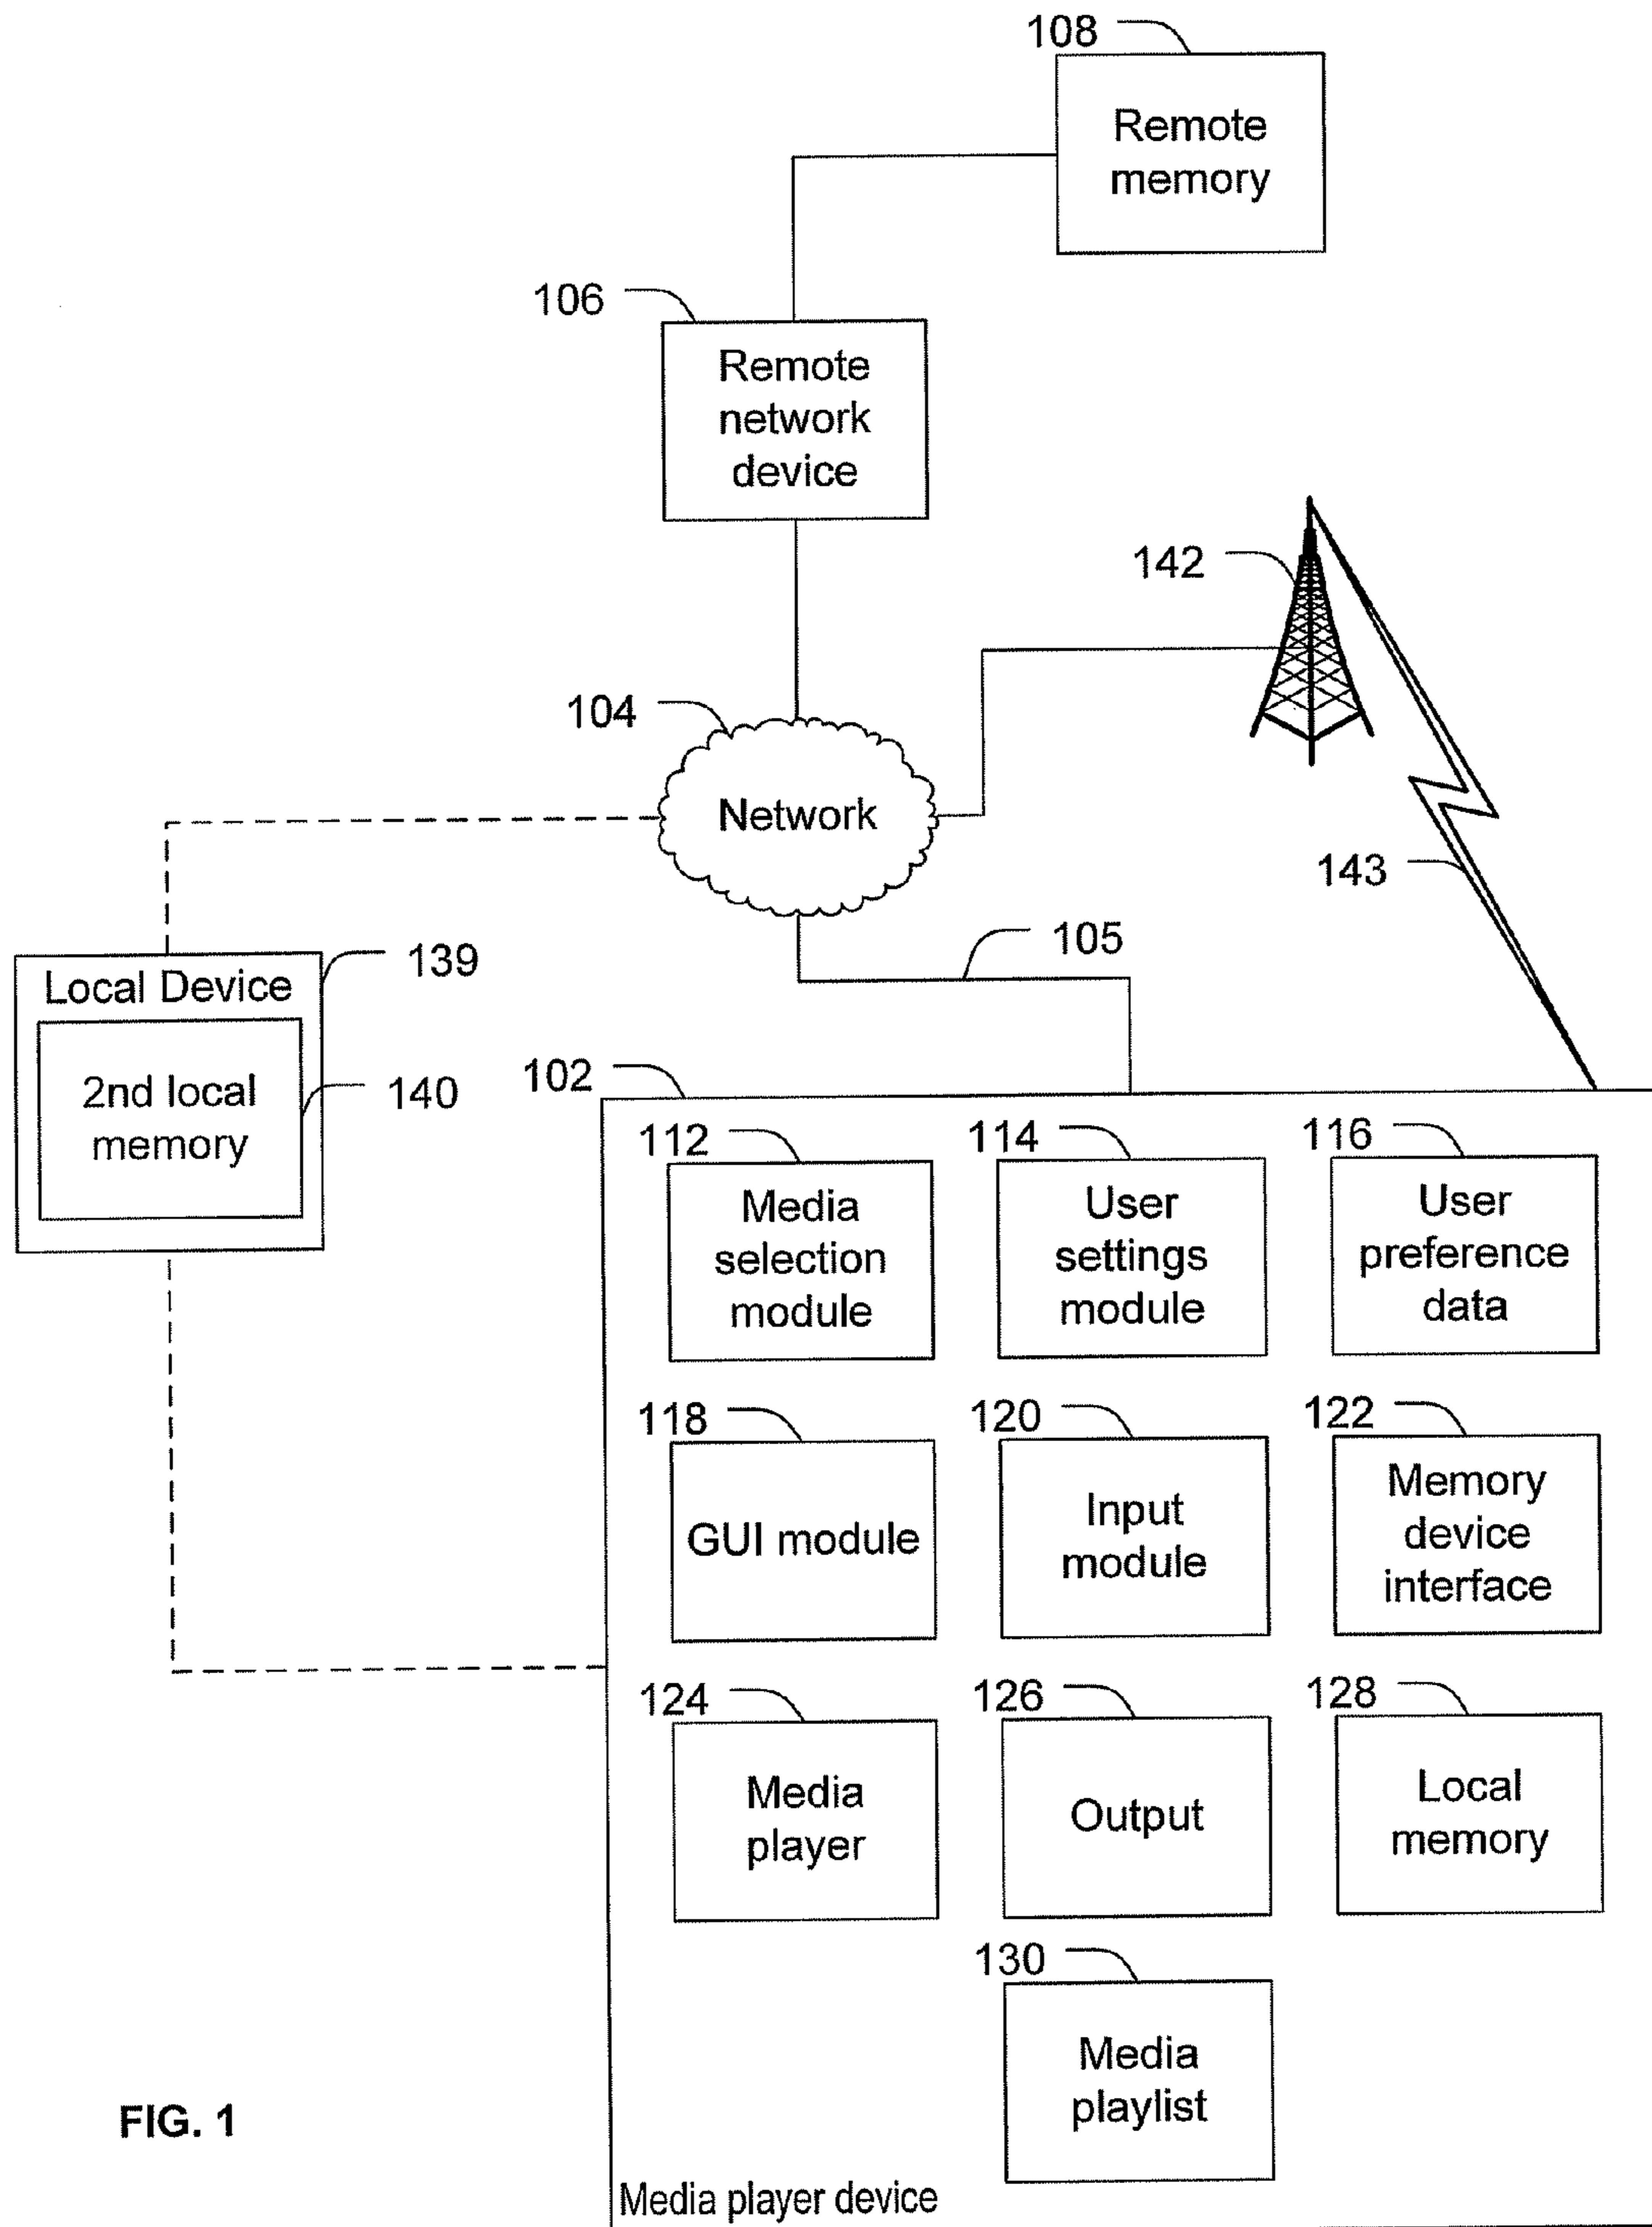 108
Remote
memory
106
Remote
network
device
142
104
Network
143
105
Local Device
139
2nd local
memory
140
102
112
Media
selection
module
114
User
settings
module
116
User
preference
data
118
GUI module
120
Input
module
122
Memory
device
interface
124
Media
player
126
Output
128
Local
memory
130
Media
playlist
FIG. 1
Media player device